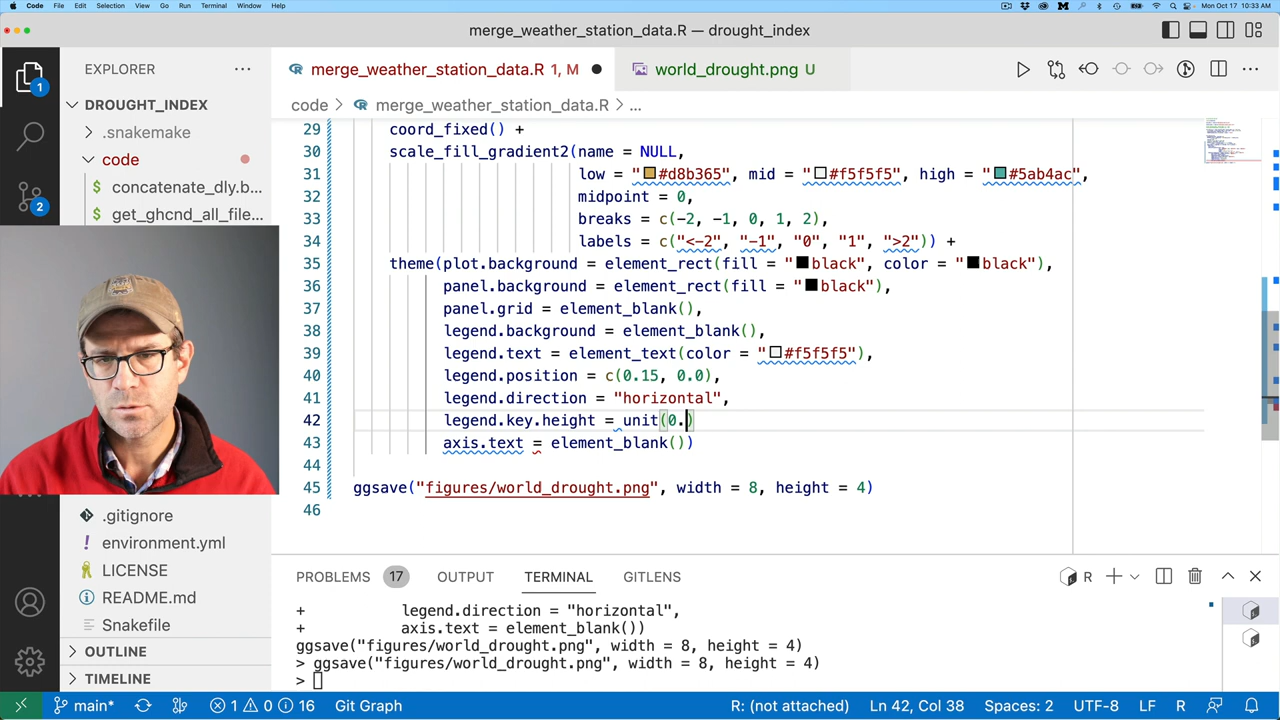 Code File Edit Selection View Go Run Terminal Window Help Mon Oct 17 10:33 AM
merge_weather_station_data.R — drought_index
EXPLORER
merge_weather_station_data.R 1, M
world_drought.png U
code > merge_weather_station_data.R > ...
DROUGHT_INDEX
.snakemake
code
concatenate_dly.b...
get_ghcnd_all_file...
.gitignore
environment.yml
LICENSE
README.md
Snakefile
OUTLINE
TIMELINE
1
2
29 coord_fixed() +
30 scale_fill_gradient2(name = NULL,
31 low = "#d8b365", mid = "#f5f5f5", high = "#5ab4ac",
32 midpoint = 0,
33 breaks = c(-2, -1, 0, 1, 2),
34 labels = c("<-2", "-1", "0", "1", ">2")) +
35 theme(plot.background = element_rect(fill = "black", color = "black"),
36 panel.background = element_rect(fill = "black"),
37 panel.grid = element_blank(),
38 legend.background = element_blank(),
39 legend.text = element_text(color = "#f5f5f5"),
40 legend.position = c(0.15, 0.0),
41 legend.direction = "horizontal",
42 legend.key.height = unit(0.)
43 axis.text = element_blank())
44
45 ggsave("figures/world_drought.png", width = 8, height = 4)
46
PROBLEMS 17 OUTPUT TERMINAL GITLENS
R
+ legend.direction = "horizontal",
+ axis.text = element_blank())
ggsave("figures/world_drought.png", width = 8, height = 4)
> ggsave("figures/world_drought.png", width = 8, height = 4)
>
main* 1 0 16 Git Graph R: (not attached) Ln 42, Col 38 Spaces: 2 UTF-8 LF R